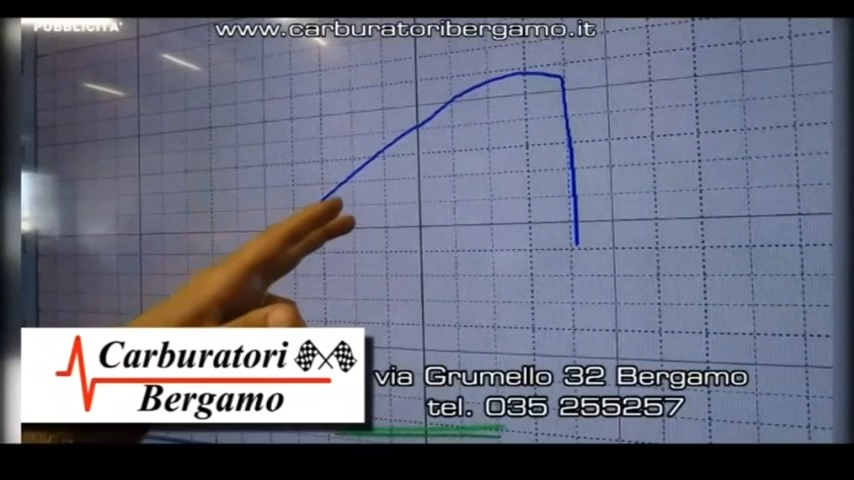 PUBBLICITA'
www.carburatoribergamo.it
Carburatori
Bergamo
via Grumello 32 Bergamo
tel. 035 255257